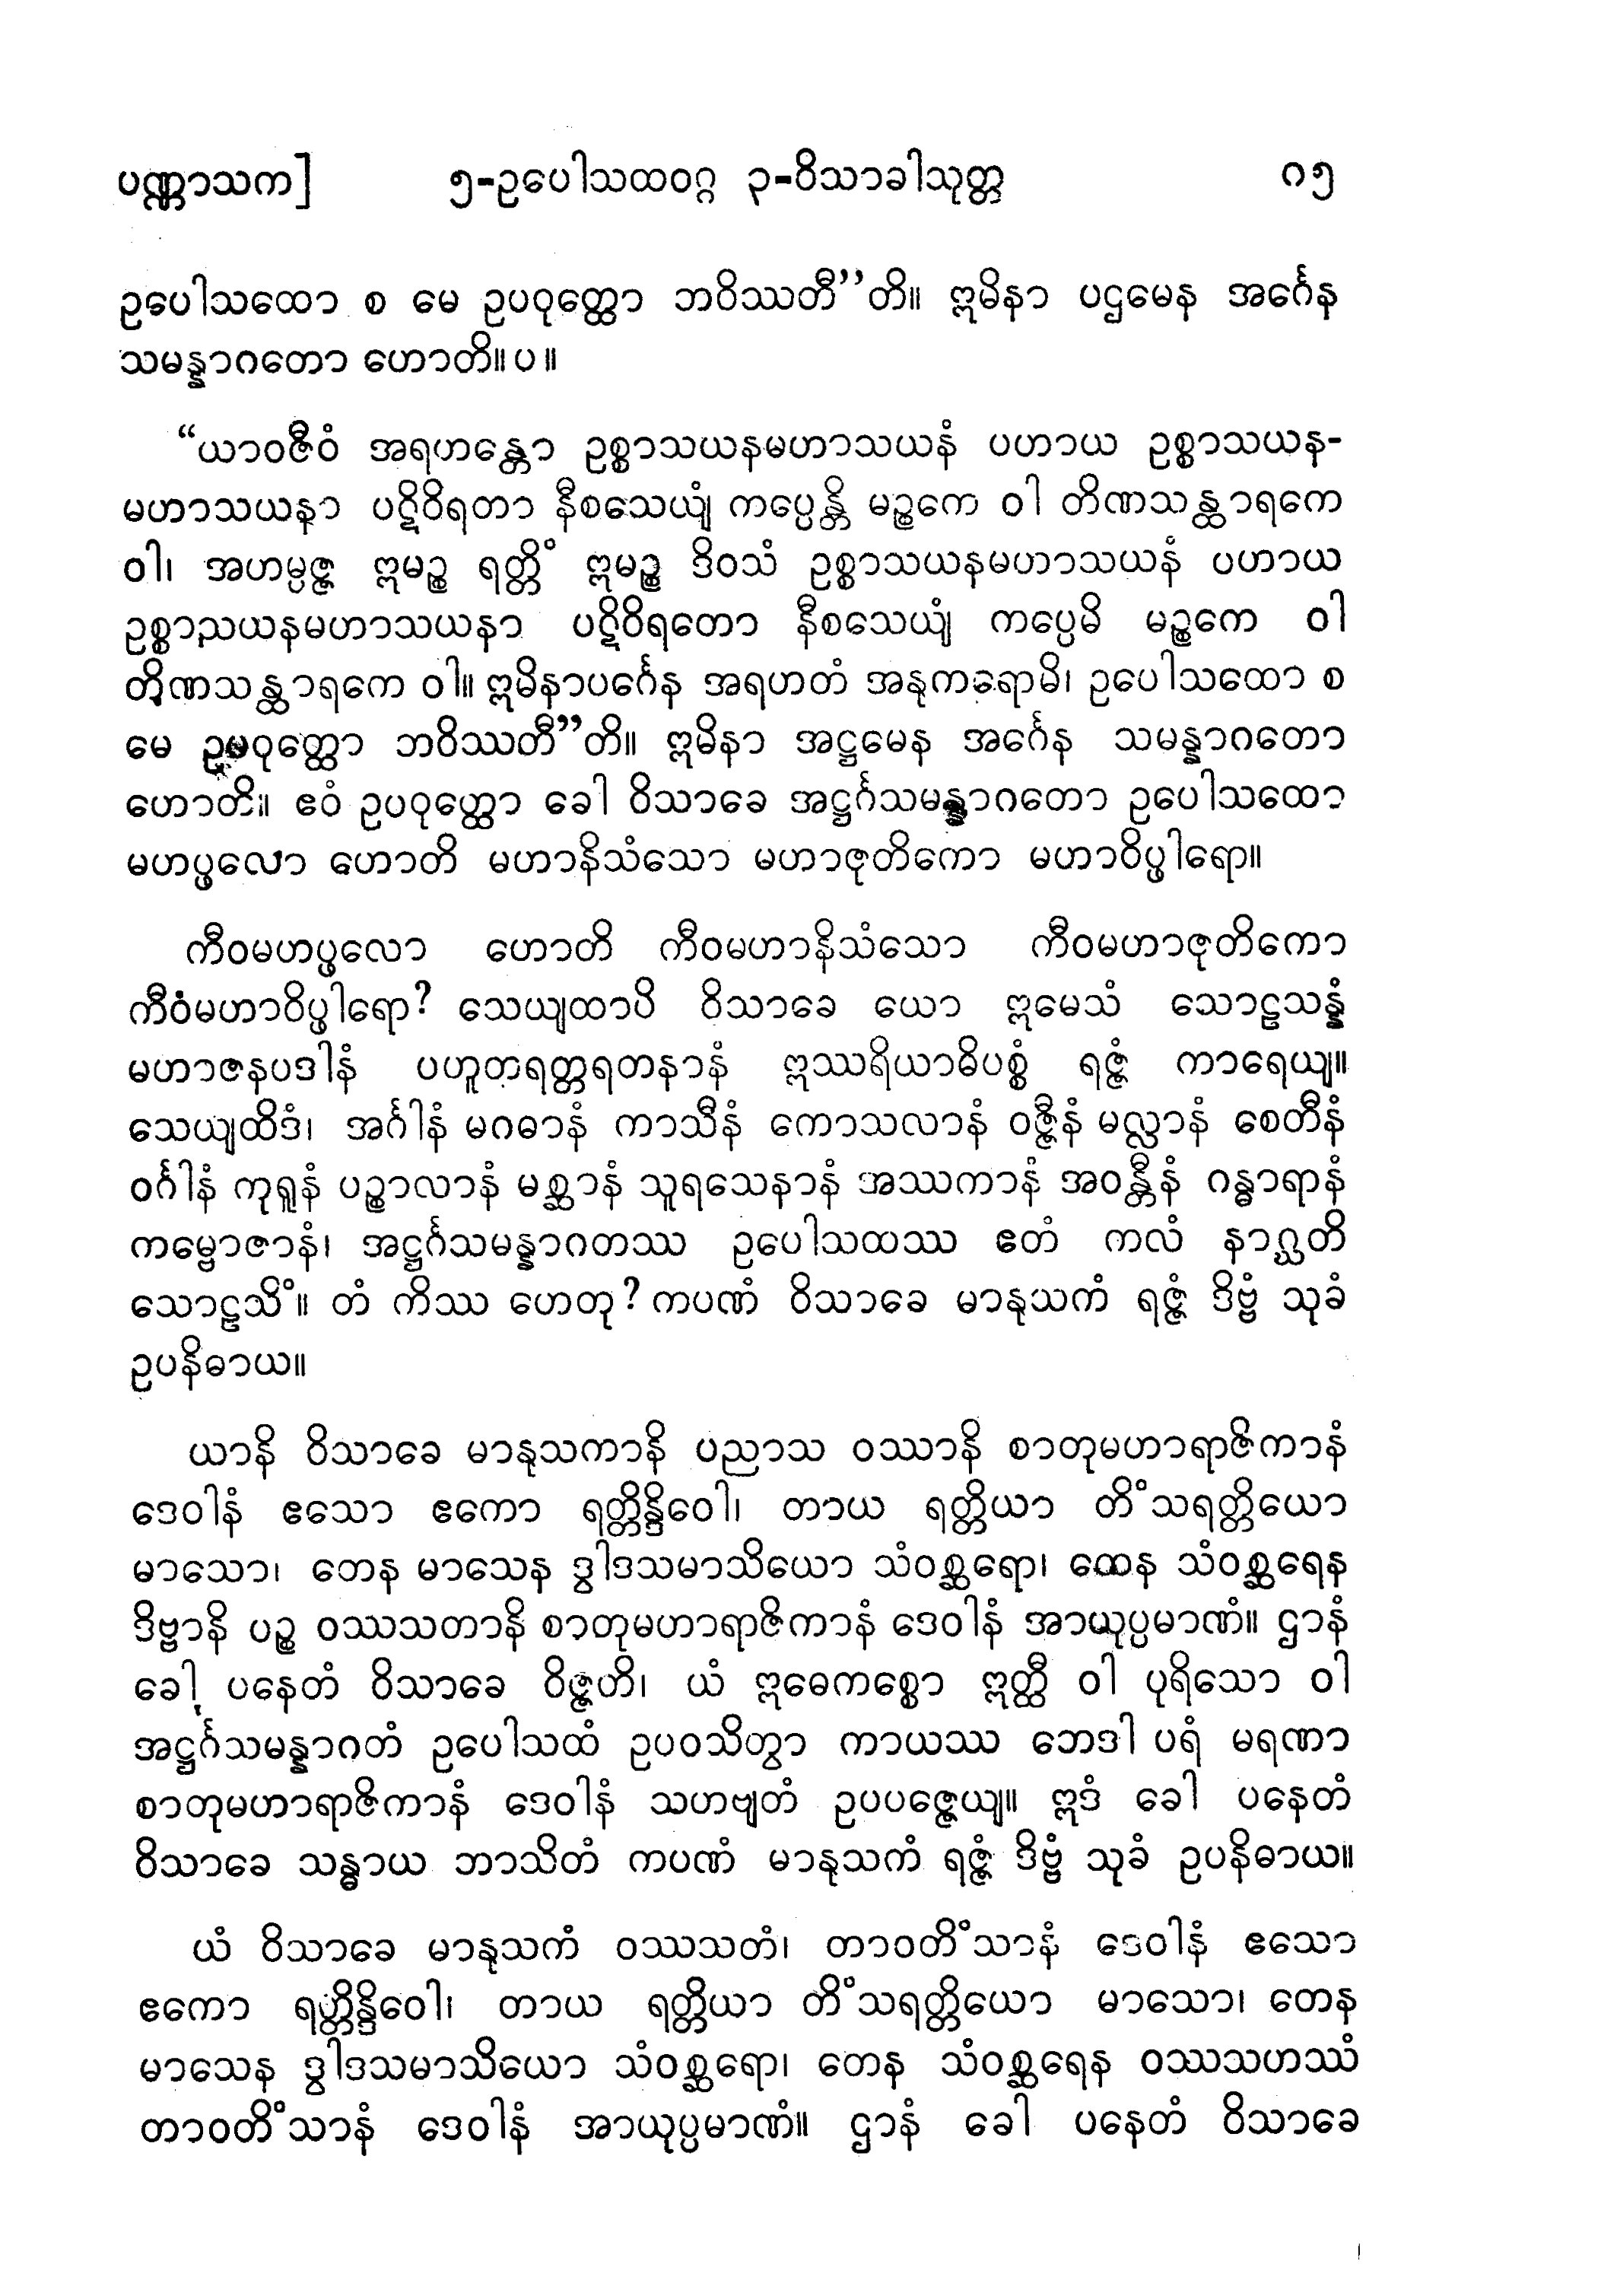 ပဏ္ဏာသက]	၅-ဥပေါသထဝဂ္ဂ ၃-ဝိသာခါသုတ္တ	ဂ၅
ဥပေါသထော စ မေ ဥပဝုတ္ထော ဘဝိဿတီ”တိ။ ဣမိနာ ပဌမေန အင်္ဂေန
သမန္နာဂတော ဟောတိ။ပ။
“ယာဝဇီဝံ အရဟန္တော ဥစ္စာသယနမဟာသယနံ ပဟာယ ဥစ္စာသယန-
မဟာသယနာ ပဋိဝိရတာ နီစသေယျံ ကပ္ပေန္တိ မဉ္စကေ ဝါ တိဏသန္ထာရကေ
ဝါ၊ အဟမ္ပဇ္ဇ ဣမဉ္စ ရတ္တိံ ဣမဉ္စ ဒိဝသံ ဥစ္စာသယနမဟာသယနံ ပဟာယ
ဥစ္စာသယနမဟာသယနာ ပဋိဝိရတော နီစသေယျံ ကပ္ပေမိ မဉ္စကေ ဝါ
တိဏသန္ထာရကေ ဝါ။ ဣမိနာပင်္ဂေန အရဟတံ အနုကရောမိ၊ ဥပေါသထော စ
မေ ဥပဝုတ္ထော ဘဝိဿတီ”တိ။ ဣမိနာ အဋ္ဌမေန အင်္ဂေန သမန္နာဂတော
ဟောတိ။ ဧဝံ ဥပဝုတ္ထော ခေါ ဝိသာခေ အဋ္ဌင်္ဂသမန္နာဂတော ဥပေါသထော
မဟပ္ဖလော ဟောတိ မဟာနိသံသော မဟာဇုတိကော မဟာဝိပ္ဖါရော။
ကီဝမဟပ္ဖလော ဟောတိ ကီဝမဟာနိသံသော ကီဝမဟာဇုတိကော
ကီဝံမဟာဝိပ္ဖါရော? သေယျထာပိ ဝိသာခေ ယော ဣမေသံ သောဠသန္နံ
မဟာဇနပဒါနံ ပဟူတရတ္တရတနာနံ ဣဿရိယာဓိပစ္စံ ရဇ္ဇံ ကာရေယျ။
သေယျထိဒံ၊ အင်္ဂါနံ မဂဓာနံ ကာသီနံ ကောသလာနံ ဝဇ္ဇီနံ မလ္လာနံ စေတီနံ
ဝင်္ဂါနံ ကုရူနံ ပဉ္စာလာနံ မစ္ဆာနံ သူရသေနာနံ အဿကာနံ အဝန္တီနံ ဂန္ဓာရာနံ
ကမ္ဗောဇာနံ၊ အဋ္ဌင်္ဂသမန္နာဂတဿ ဥပေါသထဿ ဧတံ ကလံ နာဂ္ဃတိ
သောဠသိံ။ တံ ကိဿ ဟေတု? ကပဏံ ဝိသာခေ မာနုသကံ ရဇ္ဇံ ဒိဗ္ဗံ သုခံ
ဥပနိဓာယ။
ယာနိ ဝိသာခေ မာနုသကာနိ ပညာသ ဝဿာနိ စာတုမဟာရာဇိကာနံ
ဒေဝါနံ ဧသော ဧကော ရတ္တိန္ဒိဝေါ၊ တာယ ရတ္တိယာ တိံသရတ္တိယော
မာသော၊ တေန မာသေန ဒွါဒသမာသိယော သံဝစ္ဆရော၊ တေန သံဝစ္ဆရေန
ဒိဗ္ဗာနိ ပဉ္စ ဝဿသတာနိ စာတုမဟာရာဇိကာနံ ဒေဝါနံ အာယုပ္ပမာဏံ။ ဌာနံ
ခေါ ပနေတံ ဝိသာခေ ဝိဇ္ဇတိ၊ ယံ ဣဓေကစ္စော ဣတ္ထီ ဝါ ပုရိသော ဝါ
အဋ္ဌင်္ဂသမန္နာဂတံ ဥပေါသထံ ဥပဝသိတွာ ကာယဿ ဘေဒါ ပရံ မရဏာ
စာတုမဟာရာဇိကာနံ ဒေဝါနံ သဟဗျတံ ဥပပဇ္ဇေယျ။ ဣဒံ ခေါ ပနေတံ
ဝိသာခေ သန္ဓာယ ဘာသိတံ ကပဏံ မာနုသကံ ရဇ္ဇံ ဒိဗ္ဗံ သုခံ ဥပနိဓာယ။
ယံ ဝိသာခေ မာနုသကံ ဝဿသတံ၊ တာဝတိံသာနံ ဒေဝါနံ ဧသော
ဧကော ရတ္တိန္ဒိဝေါ၊ တာယ ရတ္တိယာ တိံသရတ္တိယော မာသော၊ တေန
မာသေန ဒွါဒသမာသိယော သံဝစ္ဆရော၊ တေန သံဝစ္ဆရေန ဝဿသဟဿံ
တာဝတိံသာနံ ဒေဝါနံ အာယုပ္ပမာဏံ။ ဌာနံ ခေါ ပနေတံ ဝိသာခေ